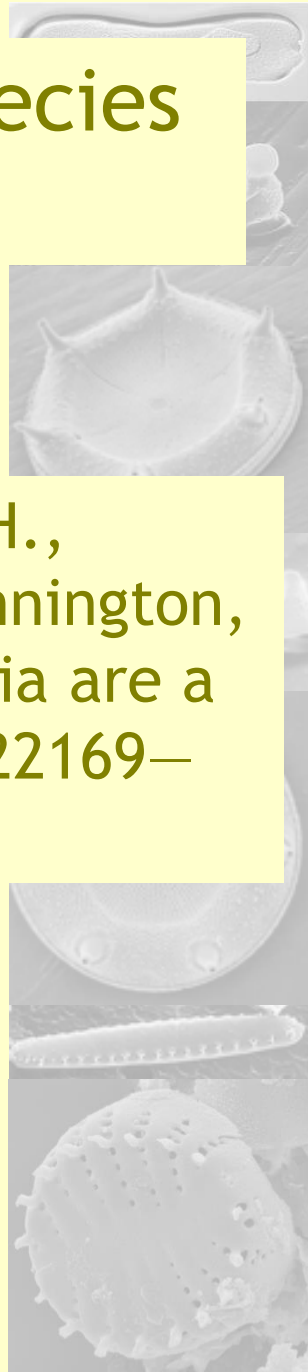 ecies
H.,
nnington,
ia are a
22169—